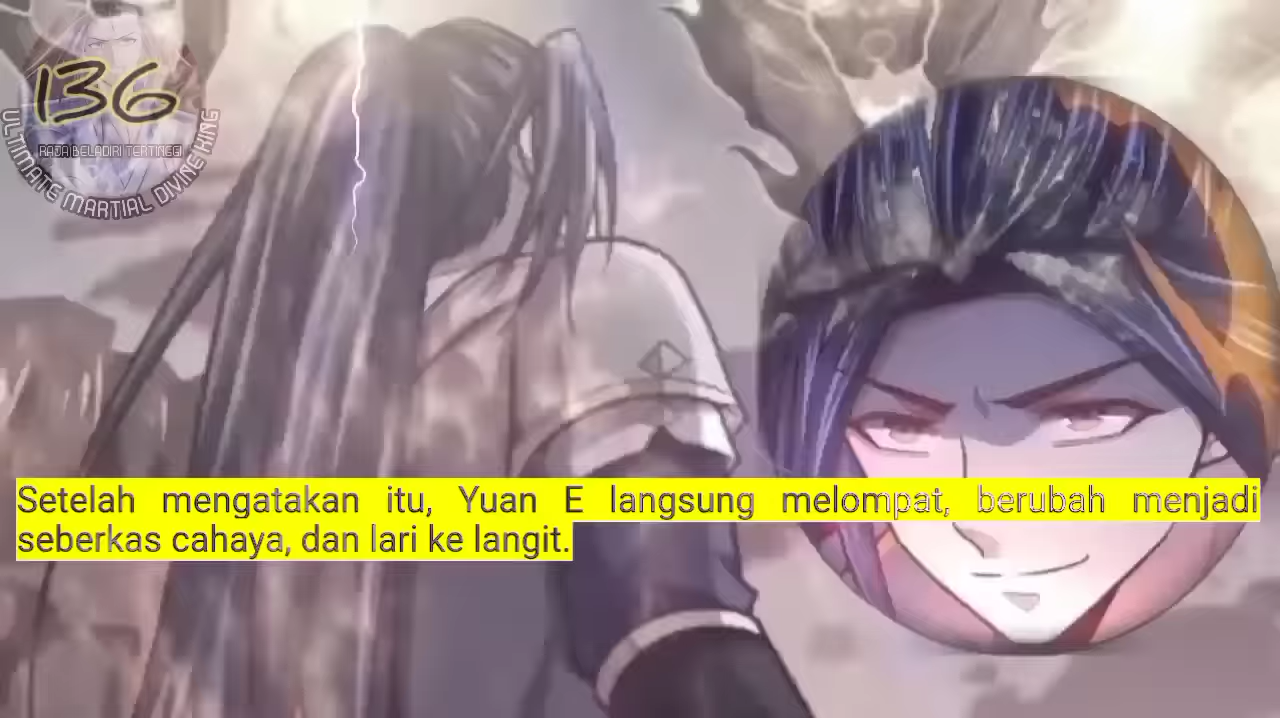 136
RAJA BELADIRI TERTINGGI
ULTIMATE MARTIAL DIVINE KING
Setelah mengatakan itu, Yuan E langsung melompat, berubah menjadi
seberkas cahaya, dan lari ke langit.